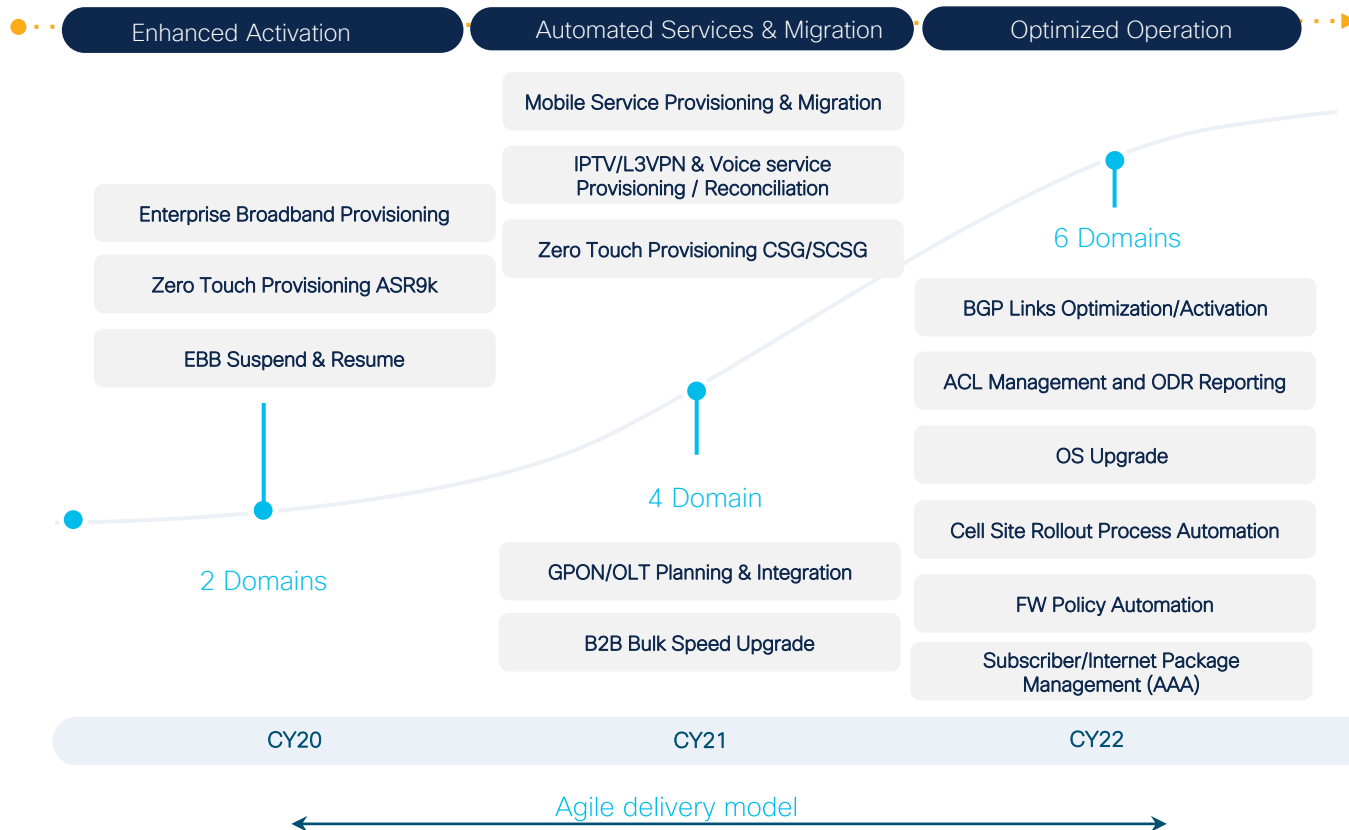 Enhanced Activation
Automated Services & Migration
Optimized Operation
Mobile Service Provisioning & Migration
IPTV/L3VPN & Voice service
Provisioning / Reconciliation
Enterprise Broadband Provisioning
Zero Touch Provisioning CSG/SCSG
6 Domains
Zero Touch Provisioning ASR9k
BGP Links Optimization/Activation
EBB Suspend & Resume
ACL Management and ODR Reporting
OS Upgrade
4 Domain
Cell Site Rollout Process Automation
2 Domains
GPON/OLT Planning & Integration
FW Policy Automation
B2B Bulk Speed Upgrade
Subscriber/Internet Package
Management (AAA)
CY20
CY21
CY22
Agile delivery model